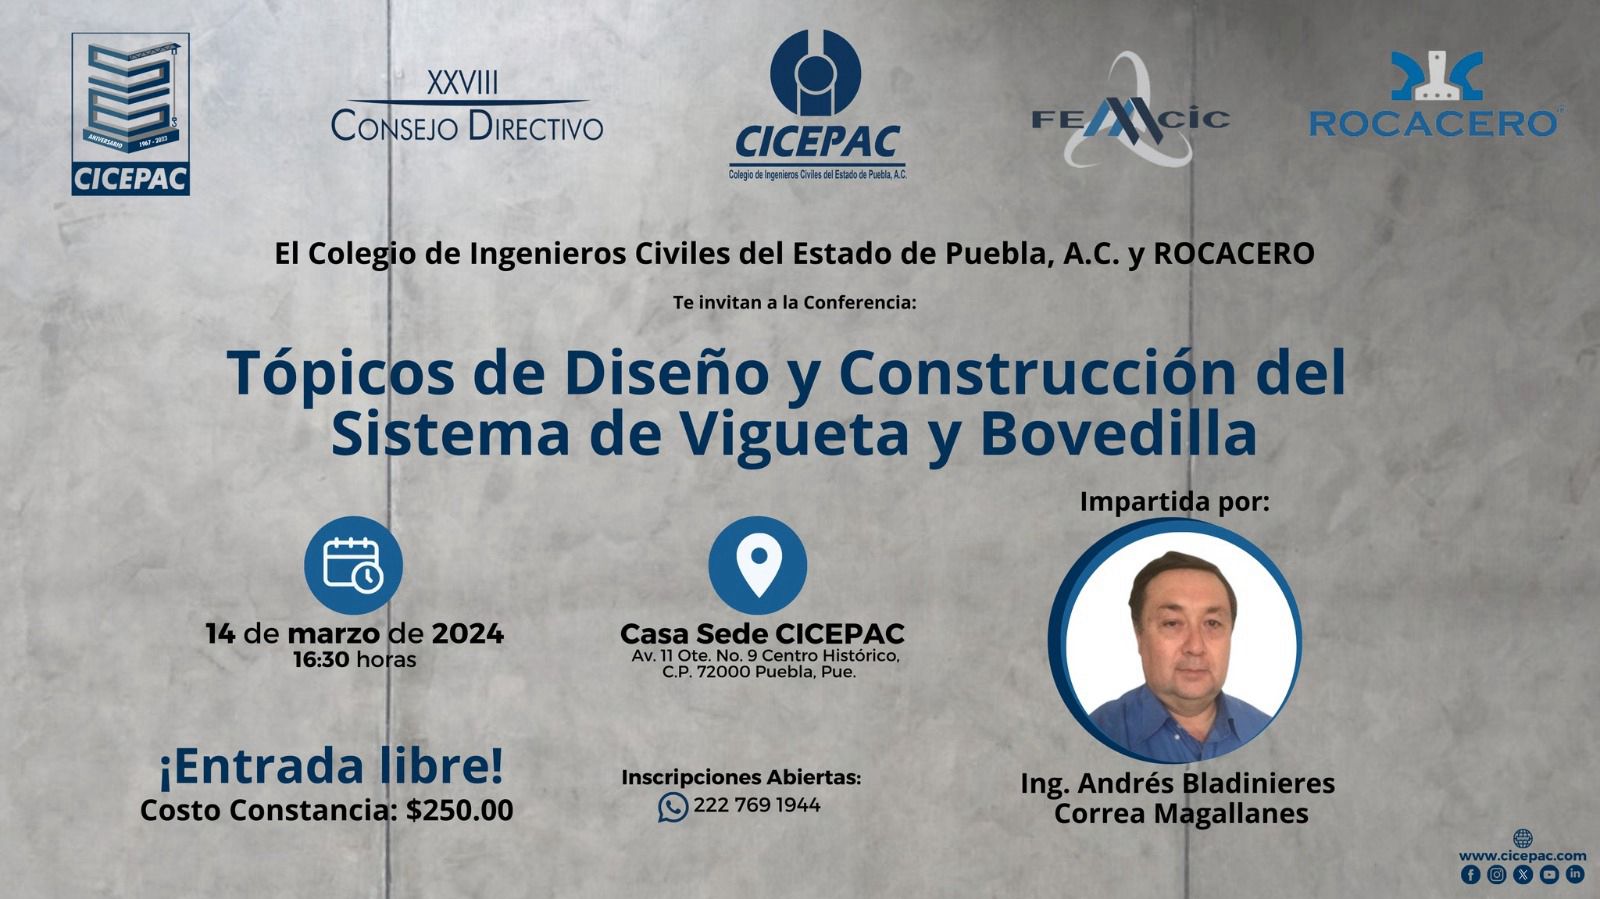 ANIVERSARIO 1967 - 2022
CICEPAC
XXVIII
CONSEJO DIRECTIVO
CICEPAC
Colegio de Ingenieros Civiles del Estado de Puebla, A.C.
FEMCIC
ROCACERO
El Colegio de Ingenieros Civiles del Estado de Puebla, A.C. y ROCACERO
Te invitan a la Conferencia:
Tópicos de Diseño y Construcción del
Sistema de Vigueta y Bovedilla
14 de marzo de 2024
16:30 horas
Casa Sede CICEPAC
Av. 11 Ote. No. 9 Centro Histórico,
C.P. 72000 Puebla, Pue.
Impartida por:
Ing. Andrés Bladinieres
Correa Magallanes
¡Entrada libre!
Costo Constancia: $250.00
Inscripciones Abiertas:
222 769 1944
www.cicepac.com